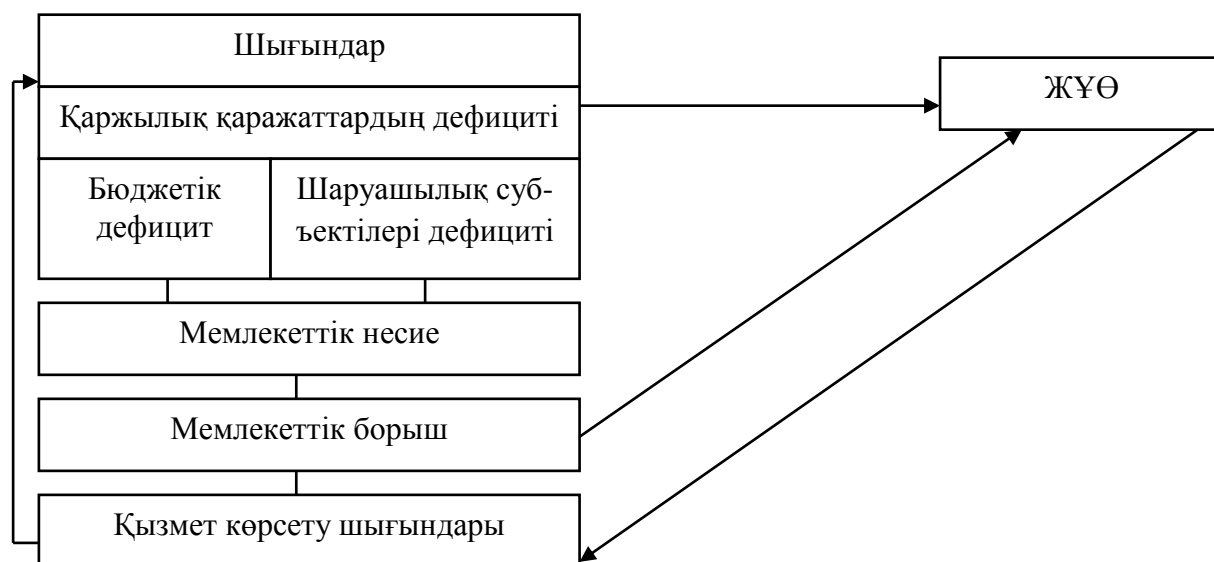 Шығындар
ЖҰӨ
Қаржылық қаражаттардың дефициті
Бюджетік
дефицит
Шаруашылық суб-
ъектілері дефициті
Мемлекеттік несие
Мемлекеттік борыш
Қызмет көрсету шығындары